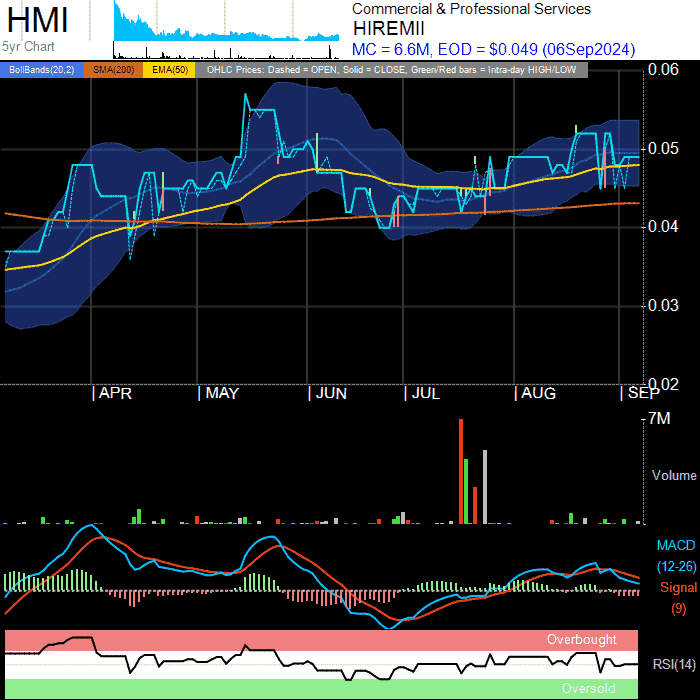 HMI
5yr Chart
Commercial & Professional Services
HIREMII
MC = 6.6M, EOD = $0.049 (06Sep2024)
BollBands(20,2) SMA(200) EMA(50) OHLC Prices: Dashed = OPEN, Solid = CLOSE, Green/Red bars = Intra-day HIGH/LOW
0.06
0.05
0.04
0.03
0.02
| APR | MAY | JUN | JUL | AUG | SEP
7M
Volume
MACD
(12-26)
Signal
(9)
Overbought
RSI(14)
Oversold